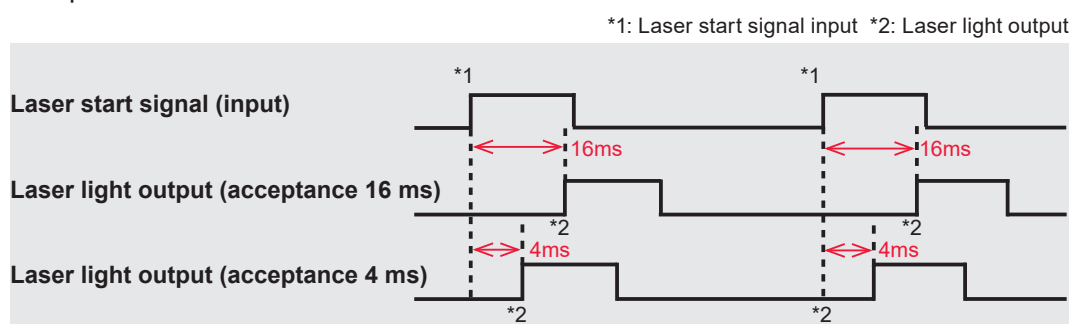 *1: Laser start signal input *2: Laser light output
*1 *1
Laser start signal (input)
16ms 16ms
Laser light output (acceptance 16 ms)
*2 *2
4ms 4ms
Laser light output (acceptance 4 ms)
*2 *2